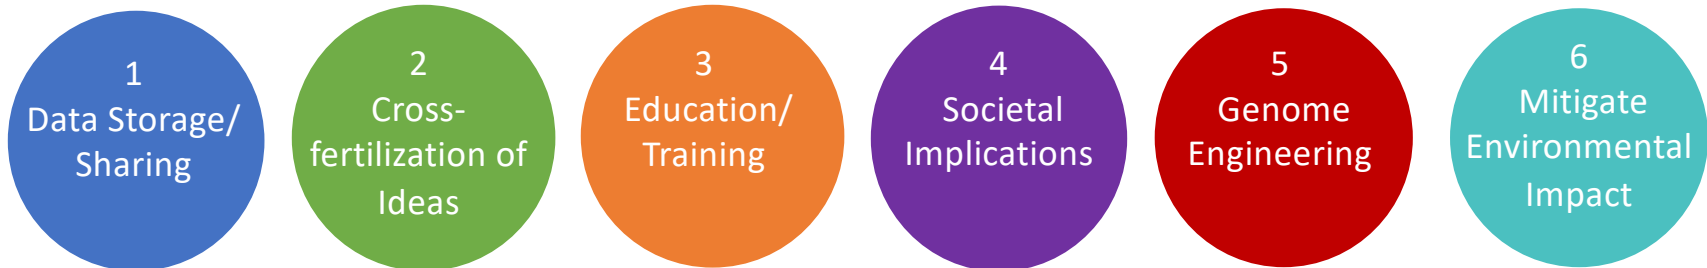 1
Data Storage/
Sharing
2
Cross-
fertilization of
Ideas
3
Education/
Training
4
Societal
Implications
5
Genome
Engineering
6
Mitigate
Environmental
Impact